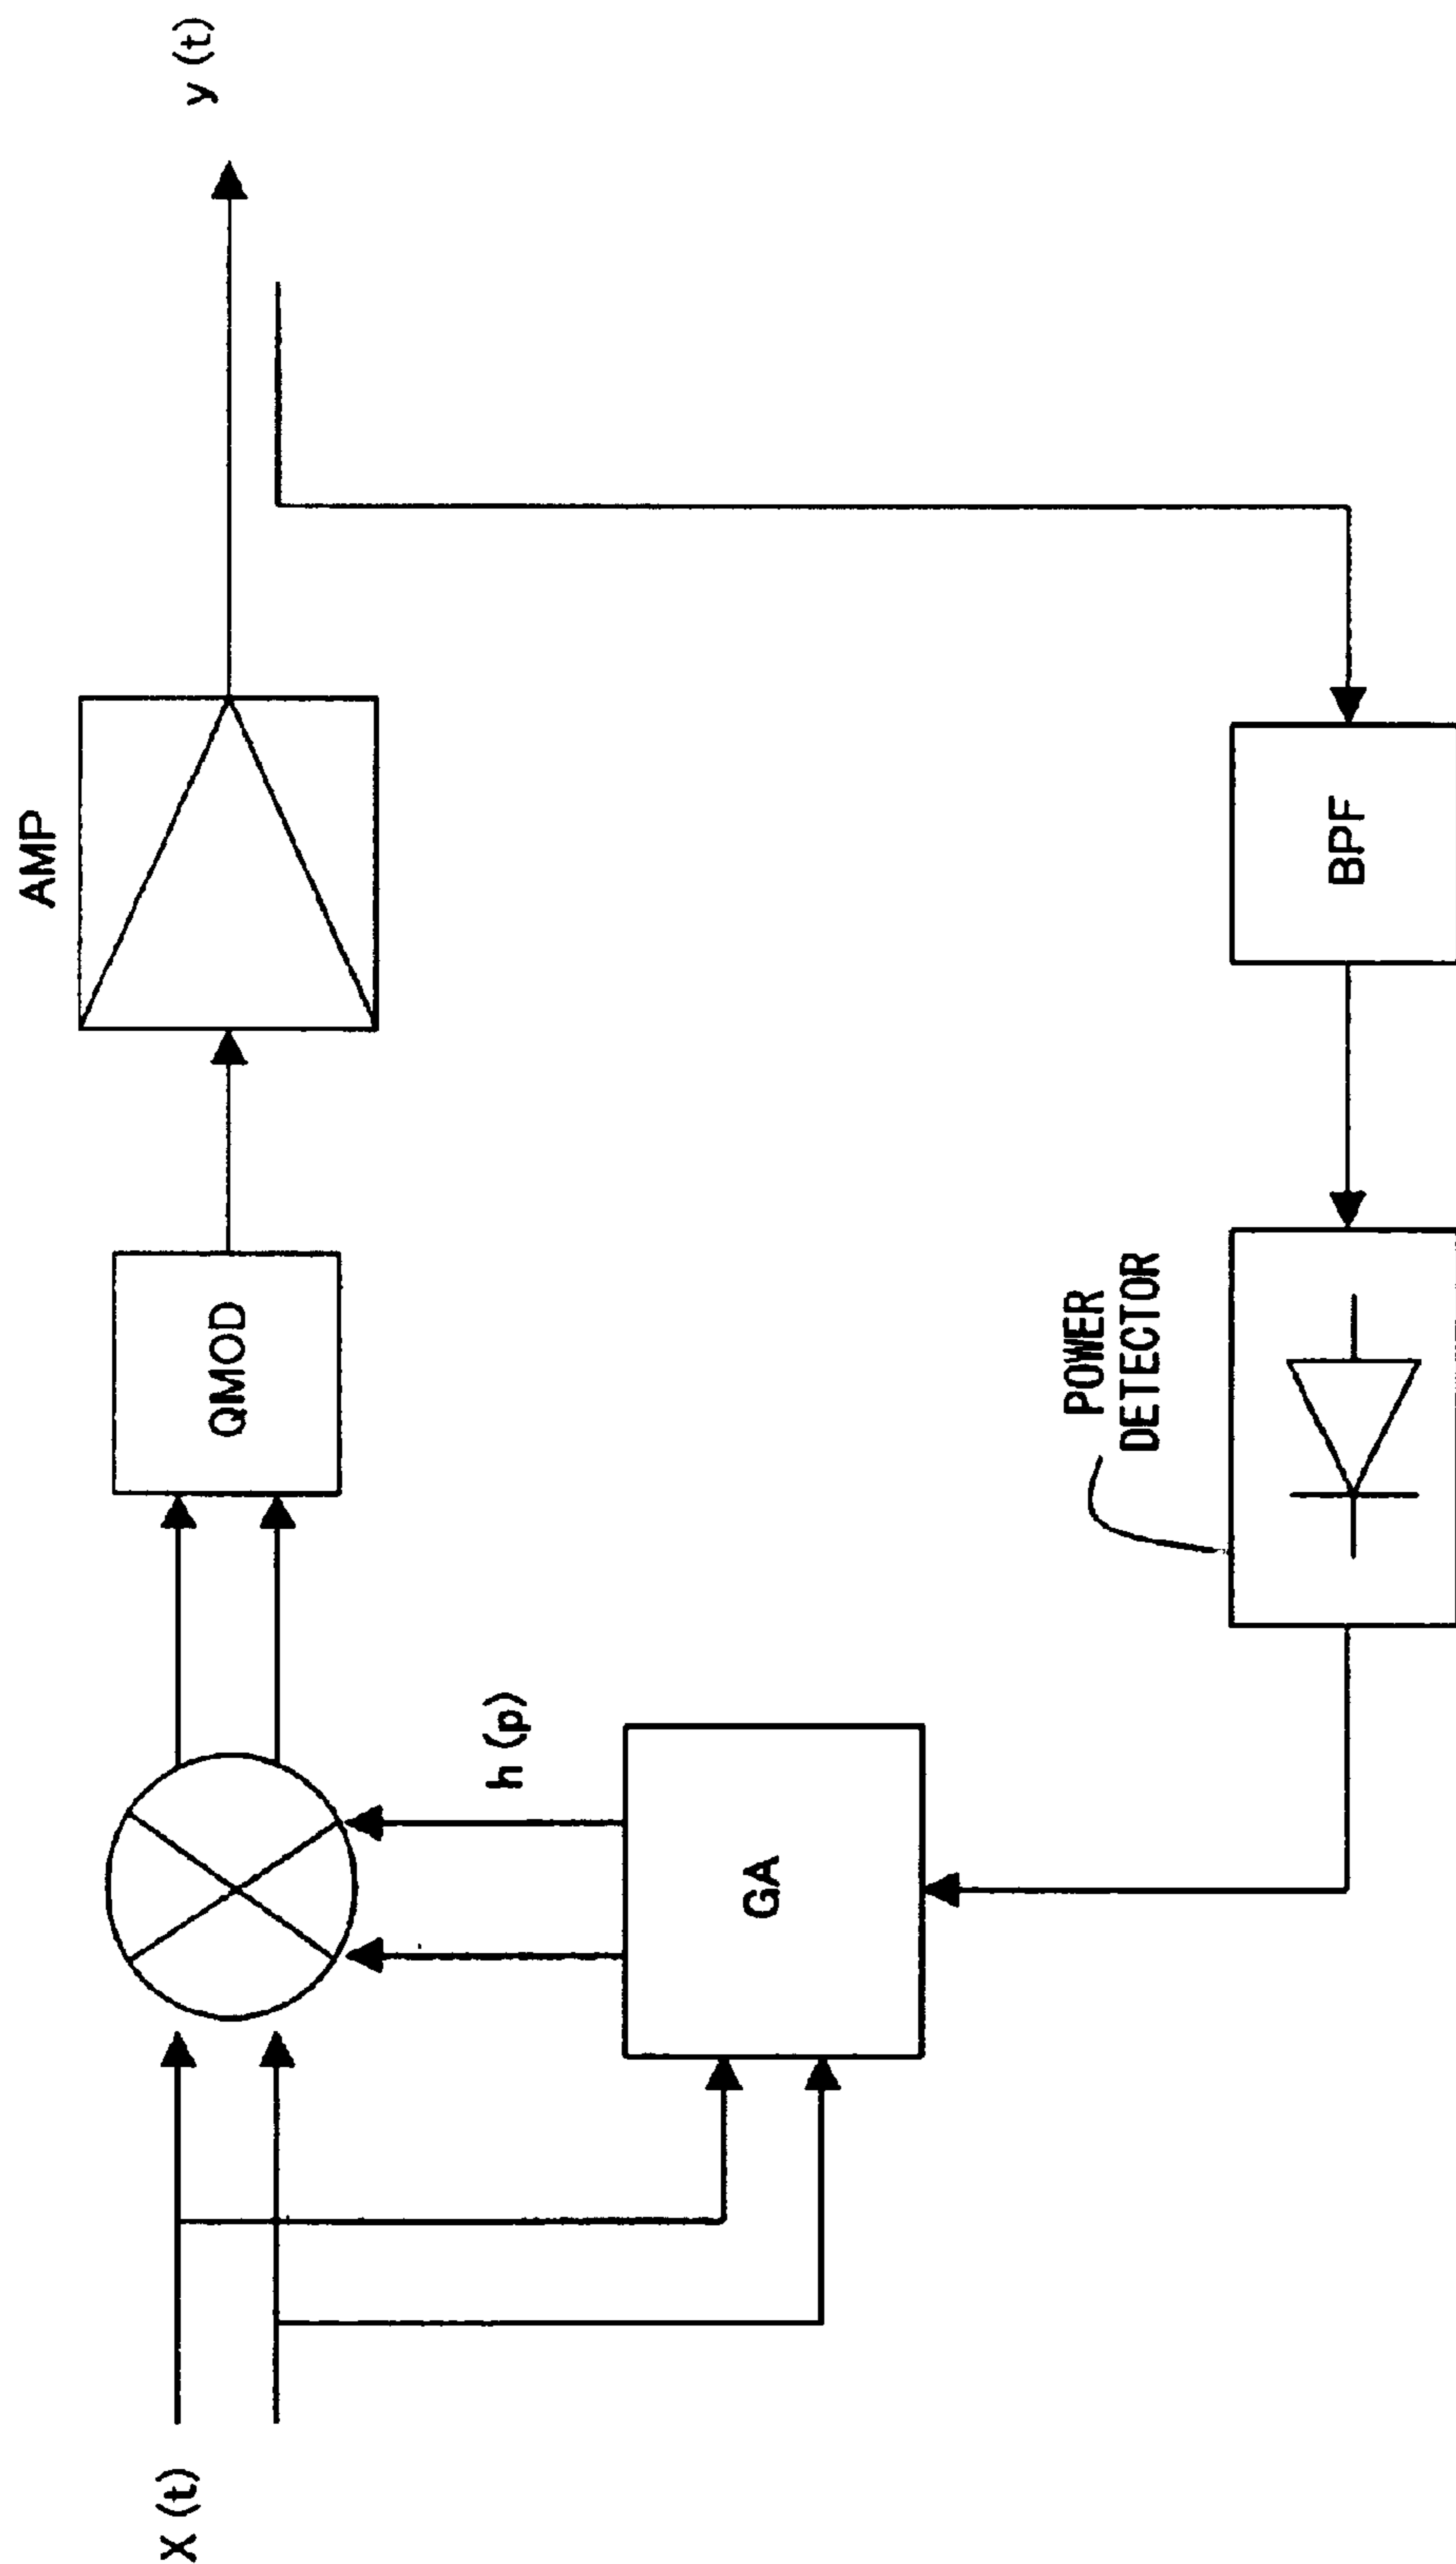 X (t)
h (p)
GA
QMOD
AMP
y (t)
POWER
DETECTOR
BPF